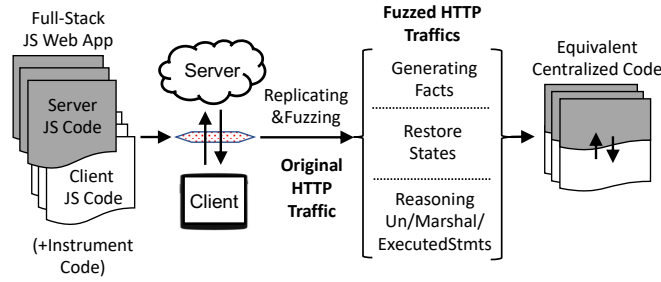 Full-Stack
JS Web App
Server
JS Code
Client
JS Code
(+Instrument
Code)
Server
Client
Replicating
&Fuzzing
Original
HTTP
Traffic
Fuzzed HTTP
Traffics
Generating
Facts
Restore
States
Reasoning
Un/Marshal/
ExecutedStmts
Equivalent
Centralized Code